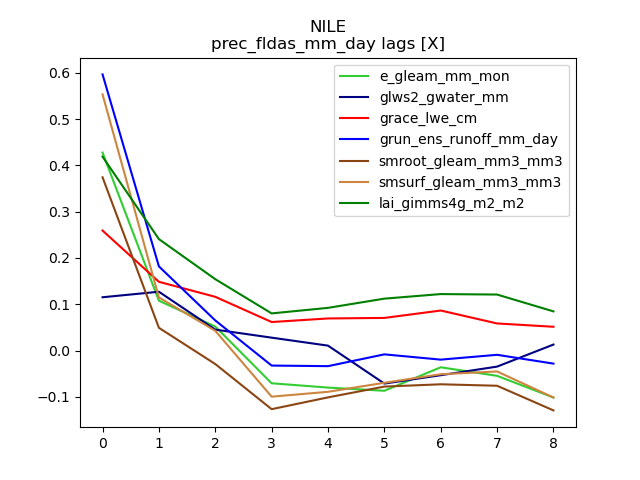 NILE
prec_fldas_mm_day lags [X]
e_gleam_mm_mon
glws2_gwater_mm
grace_lwe_cm
grun_ens_runoff_mm_day
smroot_gleam_mm3_mm3
smsurf_gleam_mm3_mm3
lai_gimms4g_m2_m2
0.6
0.5
0.4
0.3
0.2
0.1
0.0
−0.1
0 1 2 3 4 5 6 7 8